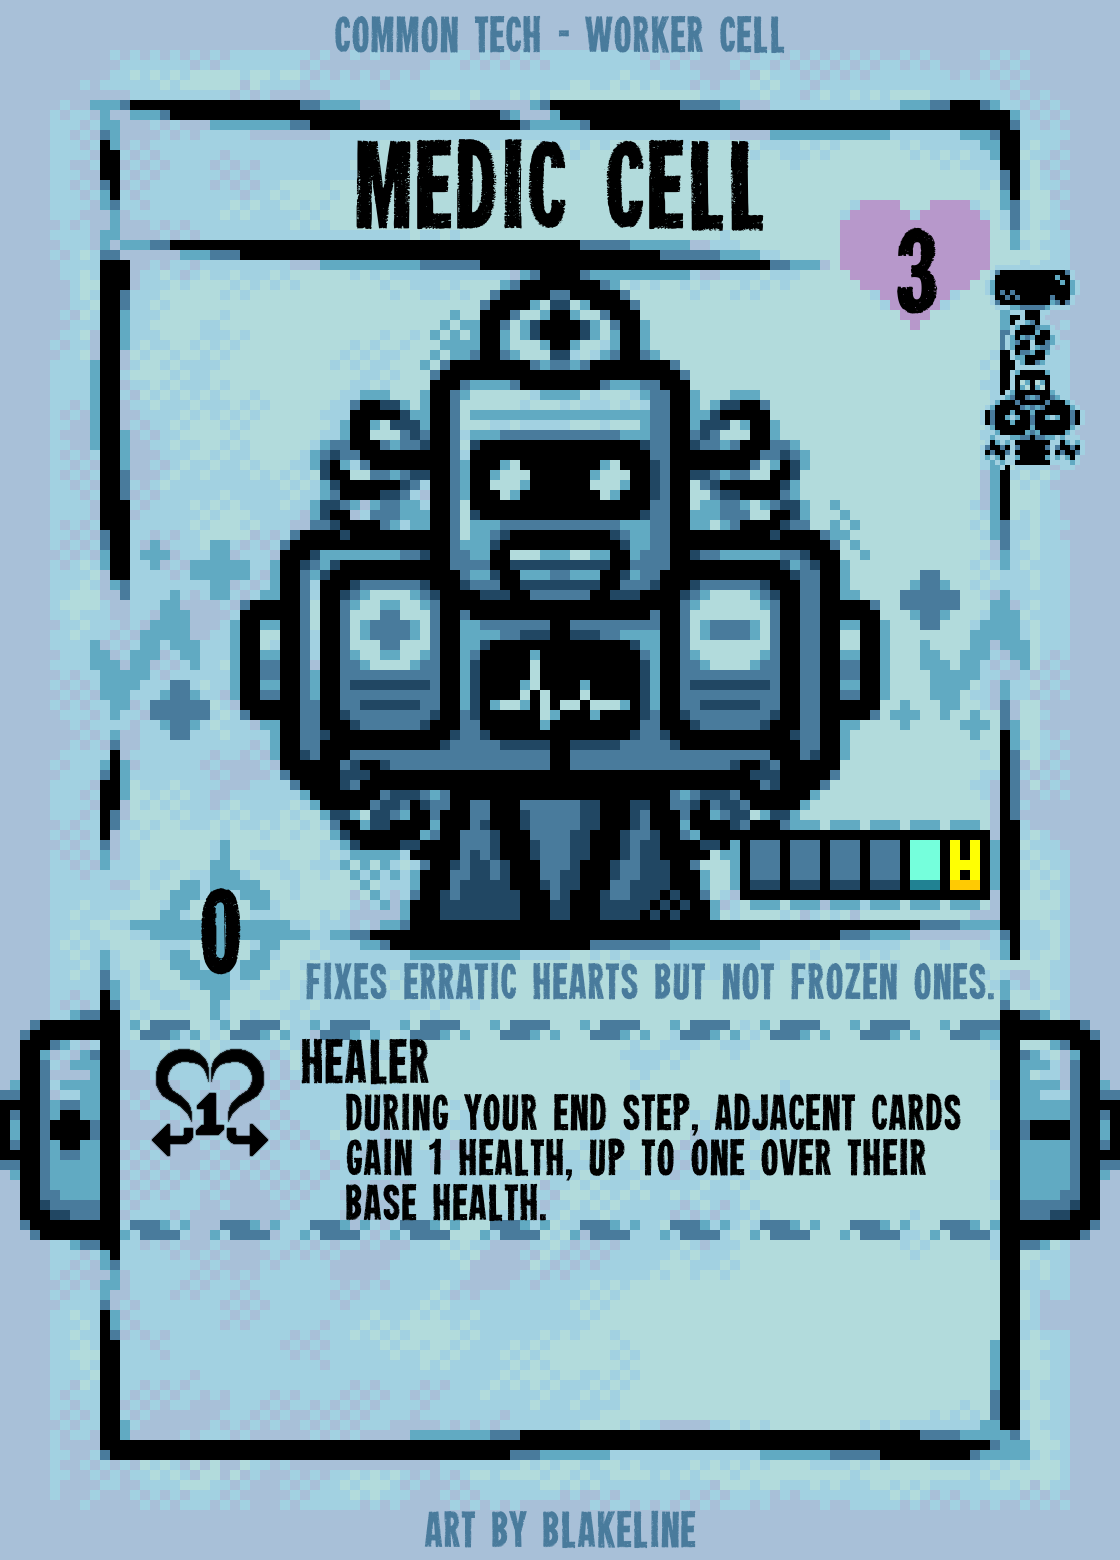 COMMON TECH - WORKER CELL
MEDIC CELL
3
0
FIXES ERRATIC HEARTS BUT NOT FROZEN ONES.
1
HEALER
DURING YOUR END STEP, ADJACENT CARDS
GAIN 1 HEALTH, UP TO ONE OVER THEIR
BASE HEALTH.
ART BY BLAKELINE